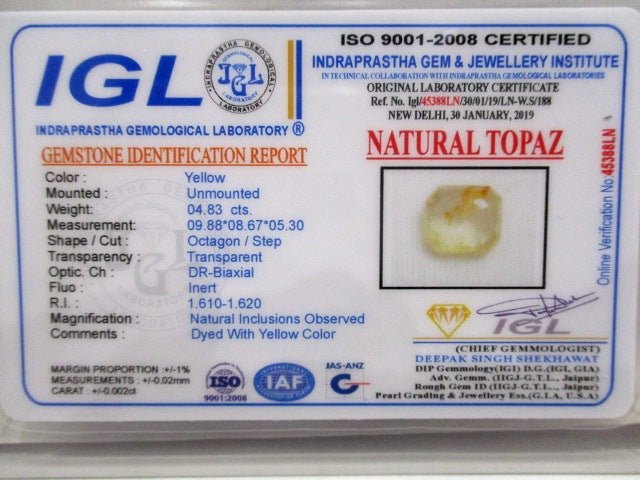 IGL
INDRAPRASTHA GEMOLOGICAL LABORATORY ®
INDRAPRASTHA GEMOLOGICAL
LABORATORY
ISO 9001-2008 CERTIFIED
INDRAPRASTHA GEM & JEWELLERY INSTITUTE
IN TECHNICAL COLLABORATION WITH INDRAPRASTHA GEMOLOGICAL LABORATORIES
ORIGINAL LABORATORY CERTIFICATE
Ref. No. Igl/45388LN/30/01/19/LN-W.S/188
NEW DELHI, 30 JANUARY, 2019
GEMSTONE IDENTIFICATION REPORT
NATURAL TOPAZ
Color : Yellow
Mounted : Unmounted
Weight: 04.83 cts.
Measurement: 09.88*08.67*05.30
Shape / Cut : Octagon / Step
Transparency : Transparent
Optic. Ch : DR-Biaxial
Fluo : Inert
R.I. : 1.610-1.620
Magnification : Natural Inclusions Observed
Comments : Dyed With Yellow Color
Online Verification No:45388LN
IGL
(CHIEF GEMMOLOGIST)
DEEPAK SINGH SHEKHAWAT
DIP Gemmology(IGI) D.G.(IGL, GIA)
Adv. Gemm. (IIGJ-G.T.L., Jaipur)
Rough Gem ID (IIGJ-G.T.L., Jaipur)
Pearl Grading & Jewellery Ess.(G.I.A, U.S.A)
MARGIN PROPORTION :+/-1%
MEASUREMENTS : +/-0.02mm
CARAT : +/-0.002ct
ISO
9001:2008
IAF
JAS-ANZ